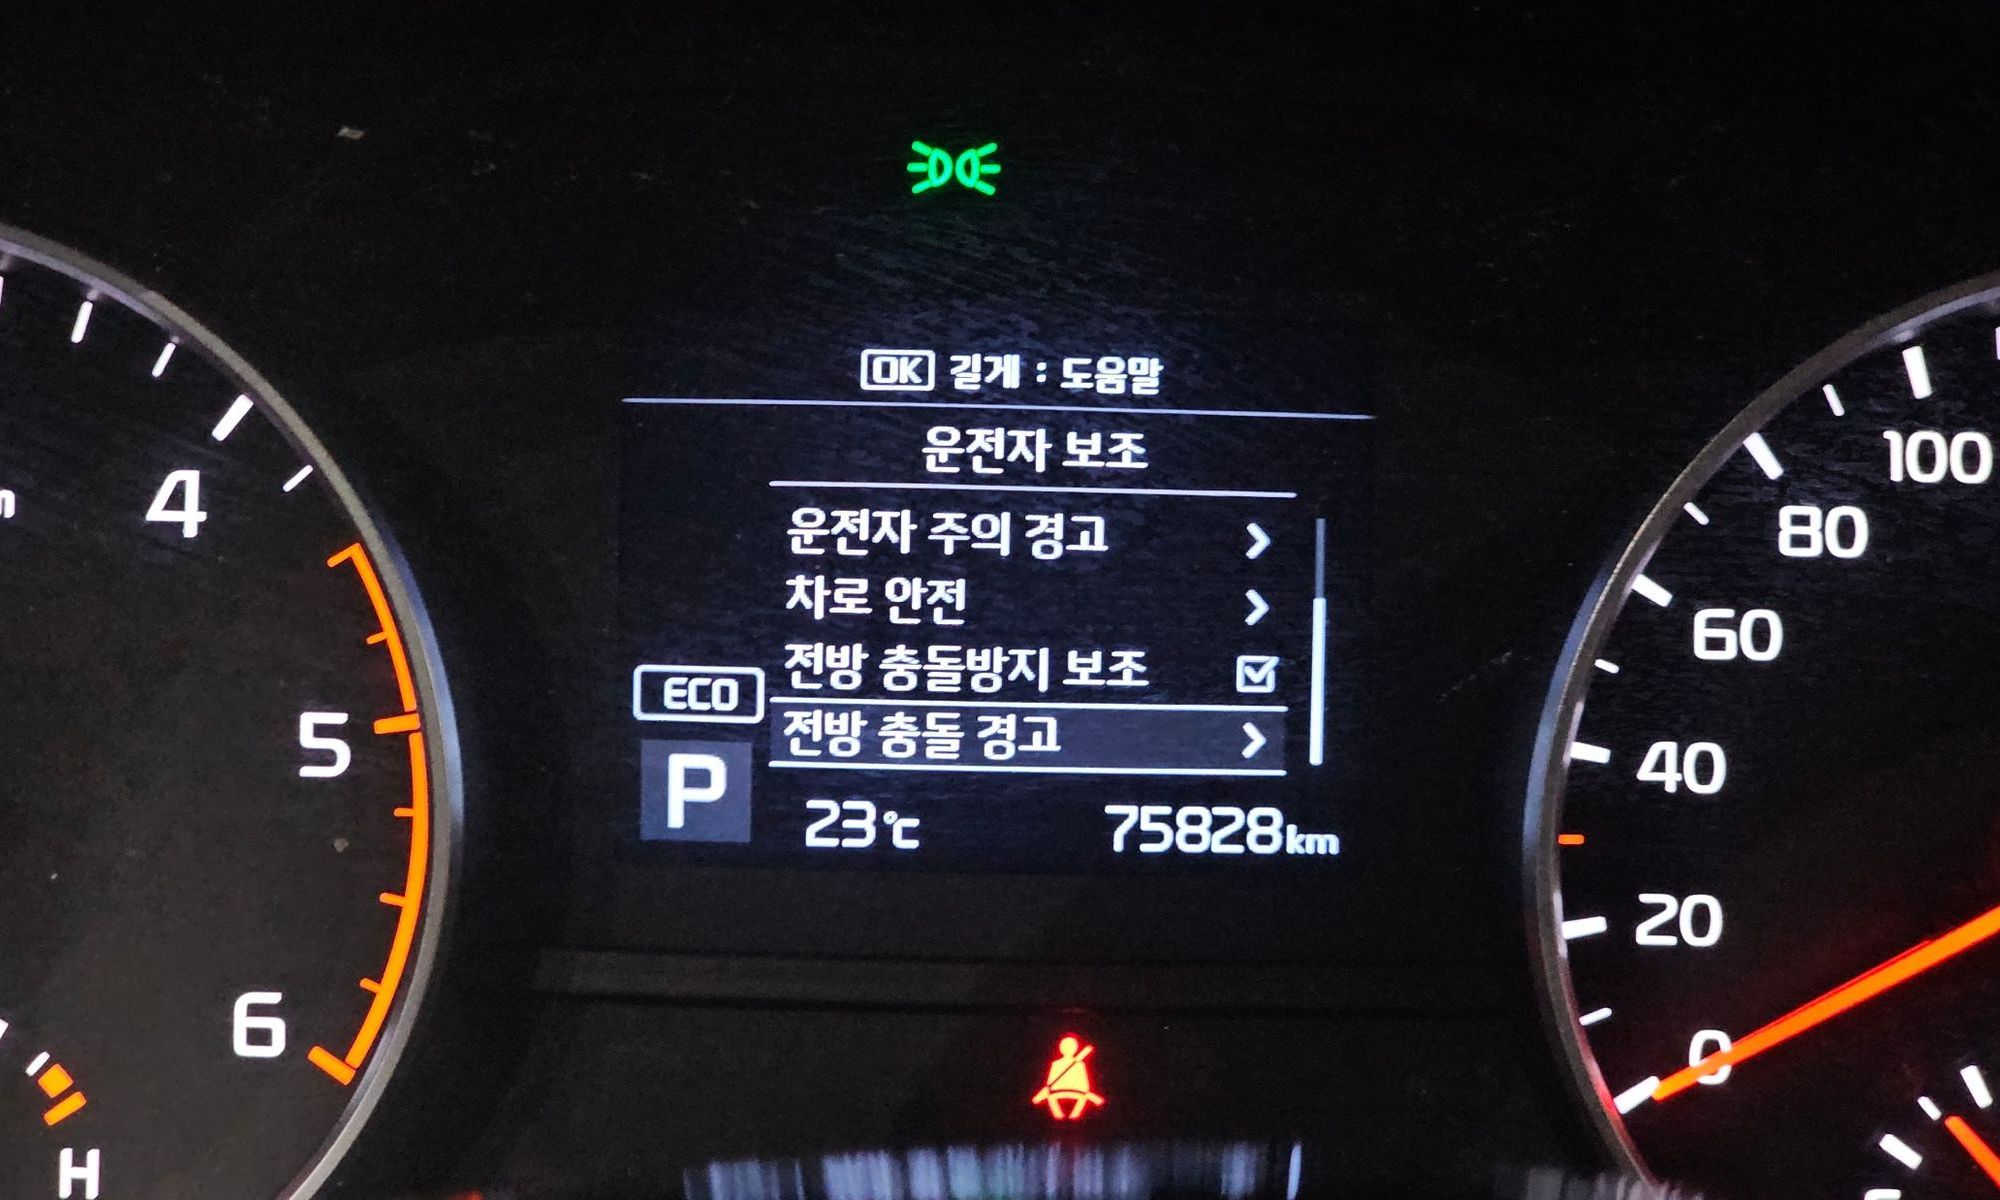 OK 길게 : 도움말
운전자 보조
운전자 주의 경고
차로 안전
전방 충돌방지 보조
ECO
전방 충돌 경고
P
23℃ 75828km
4
5
6
H
100
80
60
40
20
0